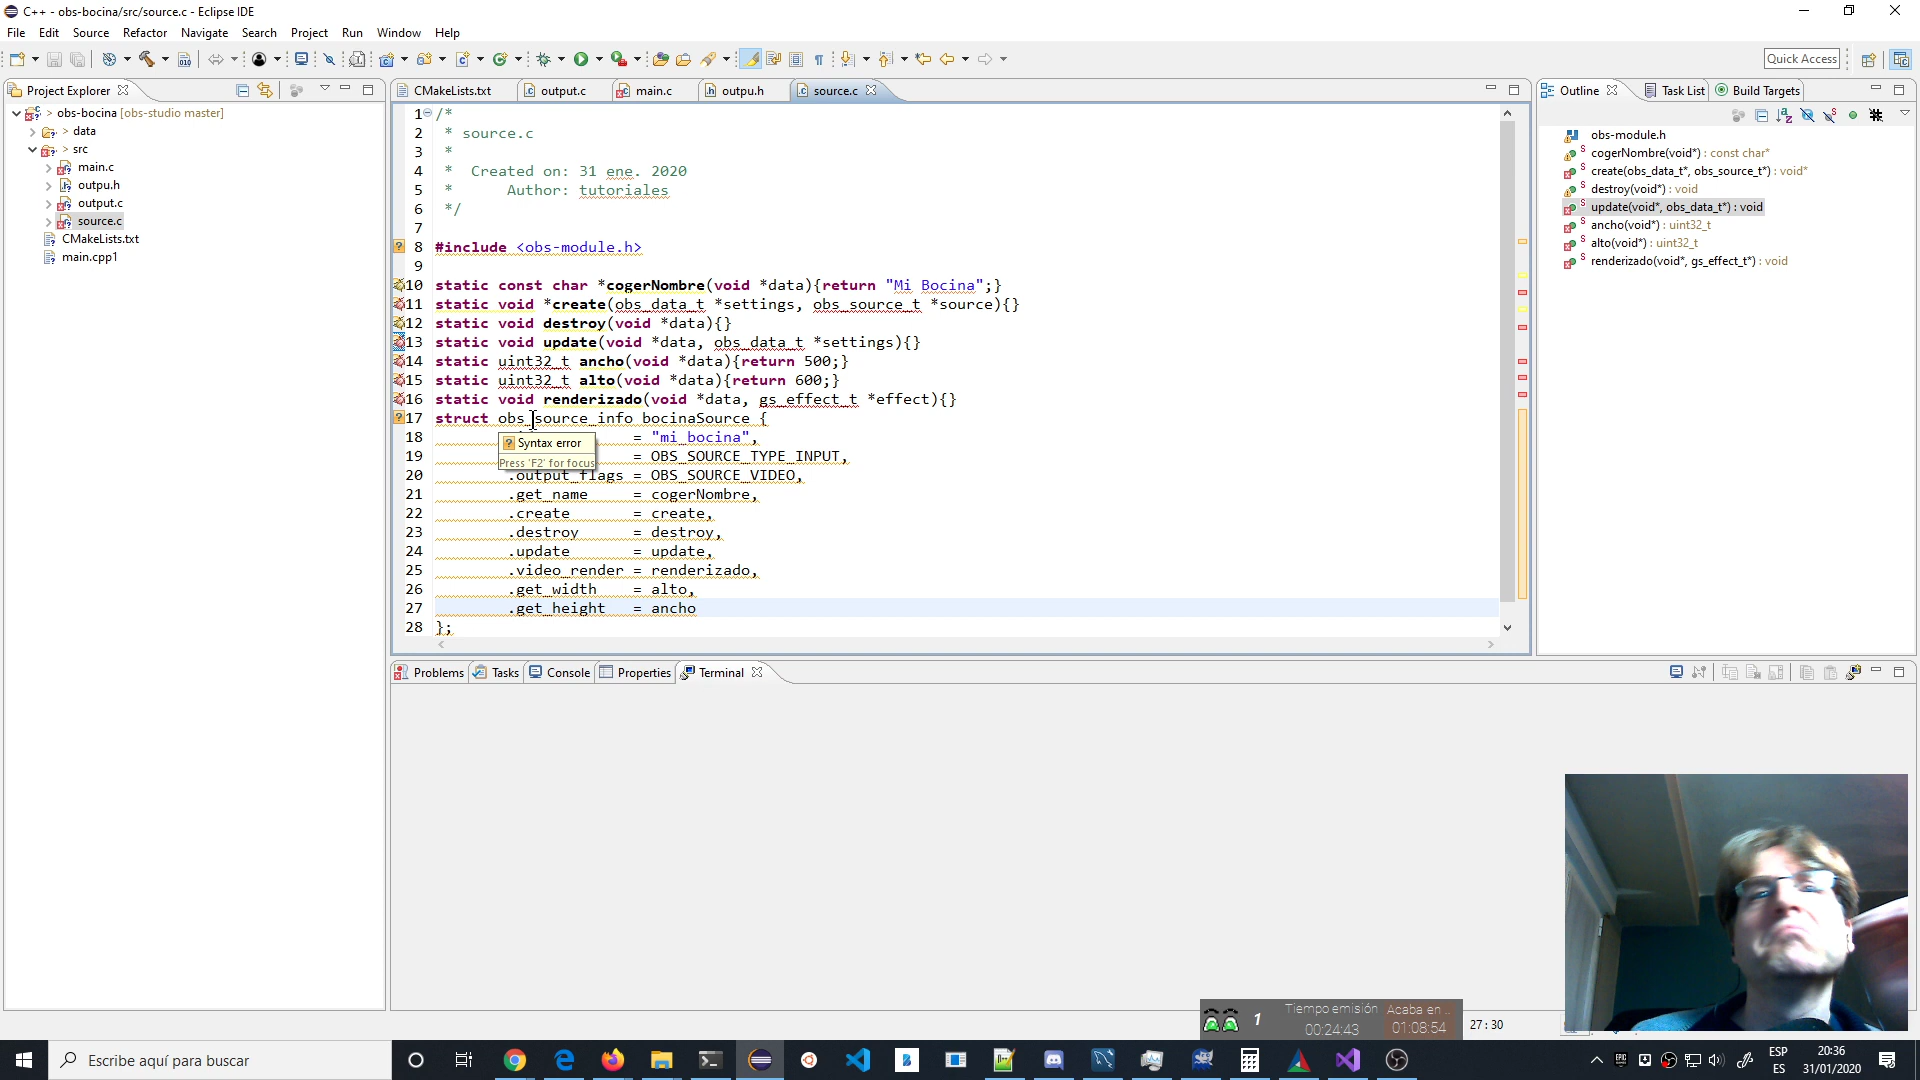 C++ - obs-bocina/src/source.c - Eclipse IDE
File Edit Source Refactor Navigate Search Project Run Window Help
Quick Access
Project Explorer
> obs-bocina [obs-studio master]
> data
> src
main.c
outpu.h
output.c
source.c
CMakeLists.txt
main.cpp1
CMakeLists.txt output.c main.c outpu.h source.c
1 /*
2 * source.c
3 *
4 * Created on: 31 ene. 2020
5 * Author: tutoriales
6 */
7
8 #include <obs-module.h>
9
10 static const char *cogerNombre(void *data){return "Mi Bocina";}
11 static void *create(obs_data_t *settings, obs_source_t *source){}
12 static void destroy(void *data){}
13 static void update(void *data, obs_data_t *settings){}
14 static uint32_t ancho(void *data){return 500;}
15 static uint32_t alto(void *data){return 600;}
16 static void renderizado(void *data, gs_effect_t *effect){}
17 struct obs_source_info bocinaSource {
18 = "mi_bocina",
19 = OBS_SOURCE_TYPE_INPUT,
20 .output_flags = OBS_SOURCE_VIDEO,
21 .get_name = cogerNombre,
22 .create = create,
23 .destroy = destroy,
24 .update = update,
25 .video_render = renderizado,
26 .get_width = alto,
27 .get_height = ancho
28 };
Syntax error
Press 'F2' for focus
Outline Task List Build Targets
obs-module.h
cogerNombre(void*) : const char*
create(obs_data_t*, obs_source_t*) : void*
destroy(void*) : void
update(void*, obs_data_t*) : void
ancho(void*) : uint32_t
alto(void*) : uint32_t
renderizado(void*, gs_effect_t*) : void
Problems Tasks Console Properties Terminal
1
Tiempo emisión Acaba en ..
00:24:43 01:08:54
27 : 30
Escribe aquí para buscar
ESP
ES
20:36
31/01/2020